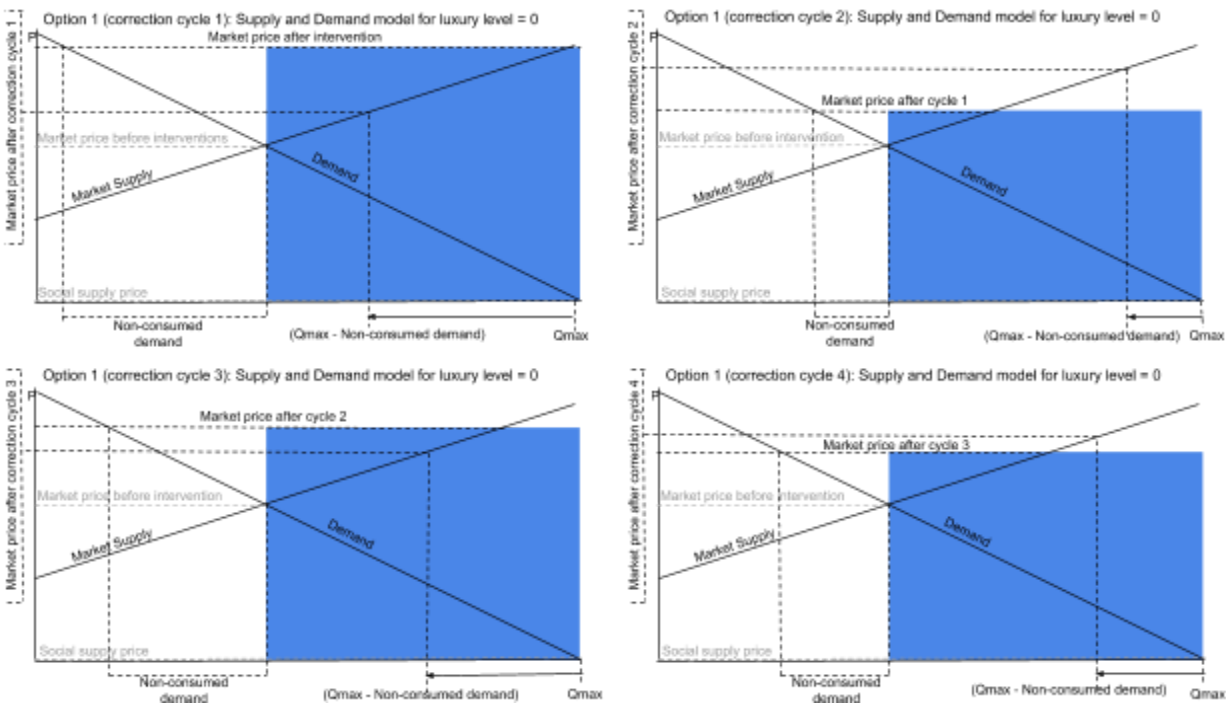 Option 1 (correction cycle 1): Supply and Demand model for luxury level = 0
Market price after correction cycle 1
P
Market price after intervention
Market price before interventions
Market Supply
Demand
Social supply price
Non-consumed
demand
(Qmax - Non-consumed demand)
Qmax
Option 1 (correction cycle 2): Supply and Demand model for luxury level = 0
Market price after correction cycle 2
P
Market price after cycle 1
Market price before intervention
Market Supply
Demand
Social supply price
Non-consumed
demand
(Qmax - Non-consumed demand)
Qmax
Option 1 (correction cycle 3): Supply and Demand model for luxury level = 0
Market price after correction cycle 3
P
Market price after cycle 2
Market price before intervention
Market Supply
Demand
Social supply price
Non-consumed
demand
(Qmax - Non-consumed demand)
Qmax
Option 1 (correction cycle 4): Supply and Demand model for luxury level = 0
Market price after correction cycle 4
P
Market price after cycle 3
Market price before intervention
Market Supply
Demand
Social supply price
Non-consumed
demand
(Qmax - Non-consumed demand)
Qmax